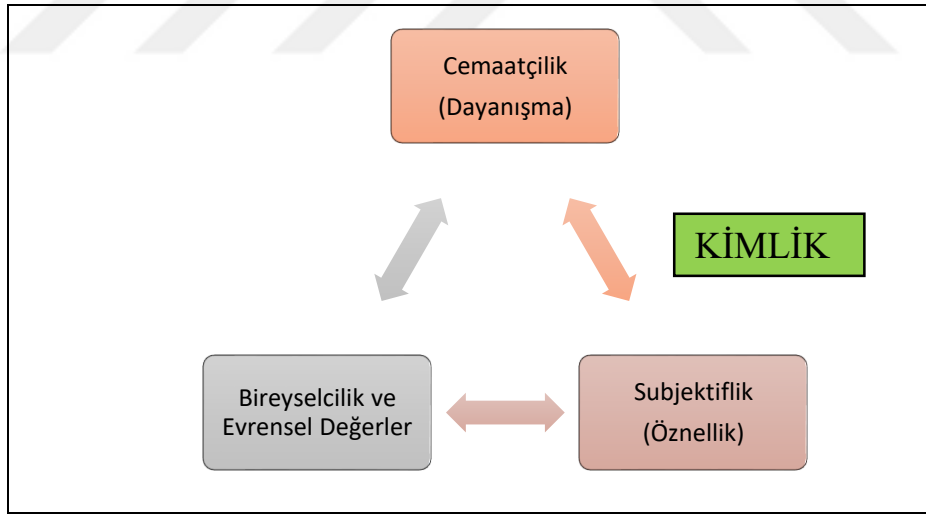 Cemaatçilik
(Dayanışma)
KİMLİK
Bireyselcilik ve
Evrensel Değerler
Subjektiflik
(Öznellik)